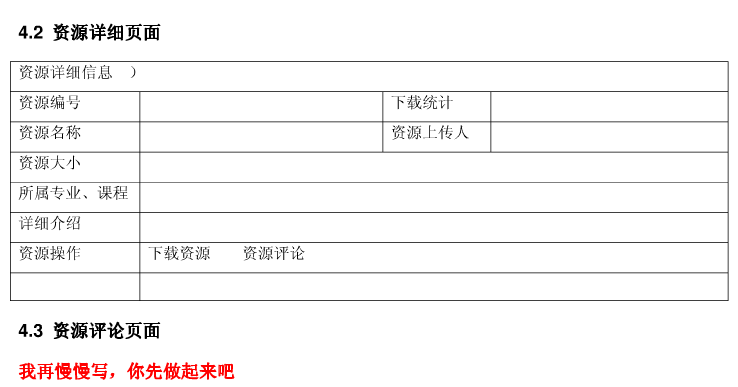 4.2 资源详细页面
资源详细信息 ）
资源编号 下载统计
资源名称 资源上传人
资源大小
所属专业、课程
详细介绍
资源操作 下载资源 资源评论
4.3 资源评论页面
我再慢慢写，你先做起来吧